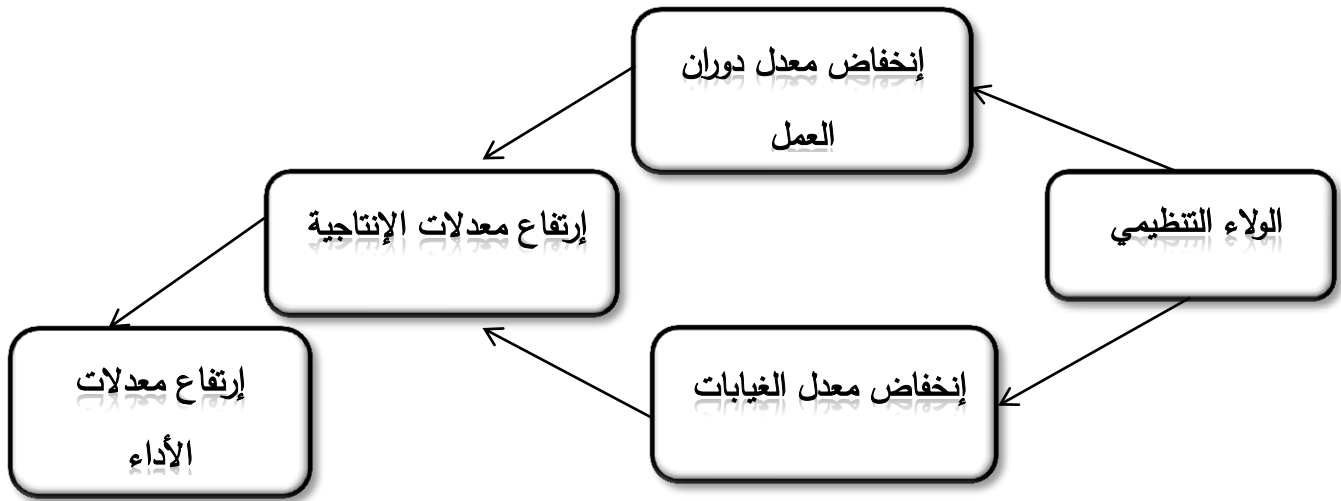 إنخفاض معدل دوران
العمل
الولاء التنظيمي
إرتفاع معدلات الإنتاجية
إنخفاض معدل الغيابات
إرتفاع معدلات
الأداء